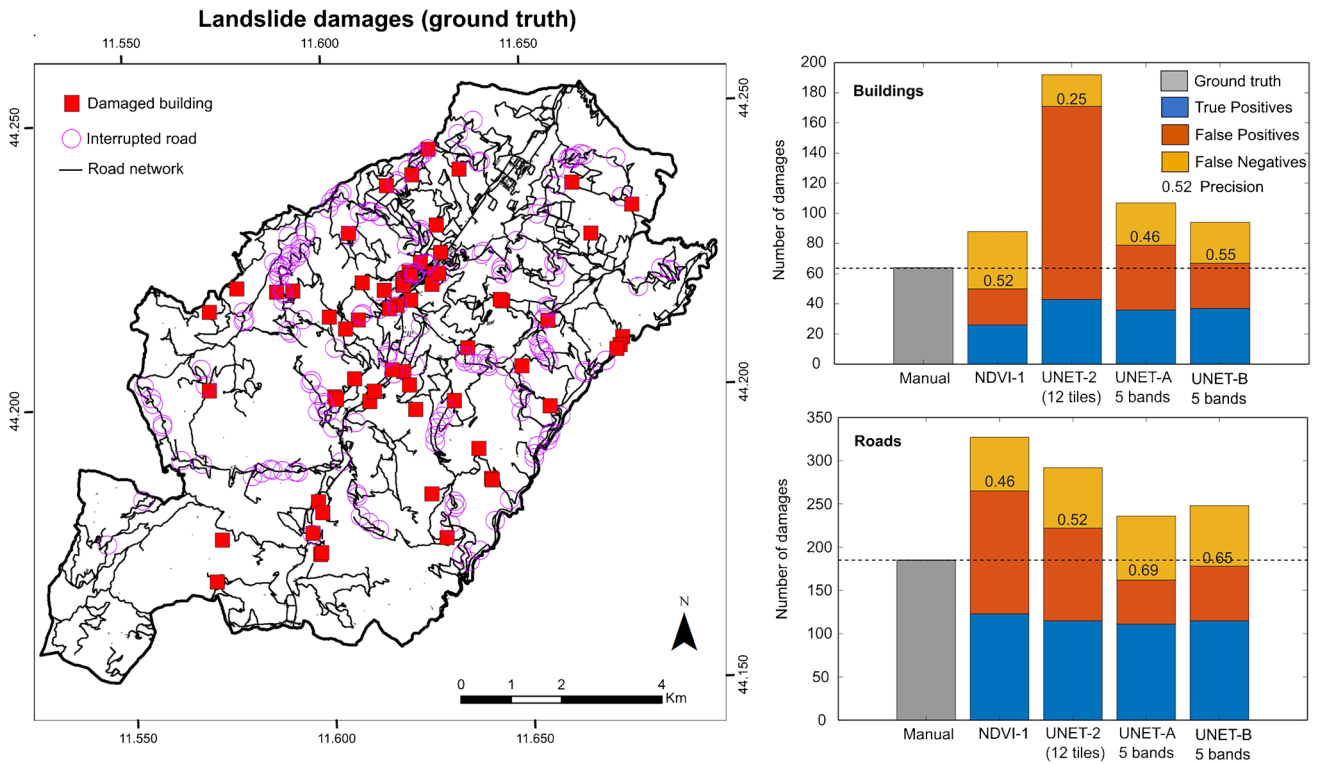 Landslide damages (ground truth)
11.550
11.600
11.650
44.250
44.200
44.250
44.200
44.150
Damaged building
Interrupted road
Road network
N
0
1
2
4
Km
11.550
11.600
11.650
Buildings
Ground truth
True Positives
False Positives
False Negatives
0.52 Precision
Number of damages
200
180
160
140
120
100
80
60
40
20
0
0.52
0.25
0.46
0.55
Manual
NDVI-1
UNET-2
(12 tiles)
UNET-A
5 bands
UNET-B
5 bands
Roads
Number of damages
350
300
250
200
150
100
50
0
0.46
0.52
0.69
0.65
Manual
NDVI-1
UNET-2
(12 tiles)
UNET-A
5 bands
UNET-B
5 bands